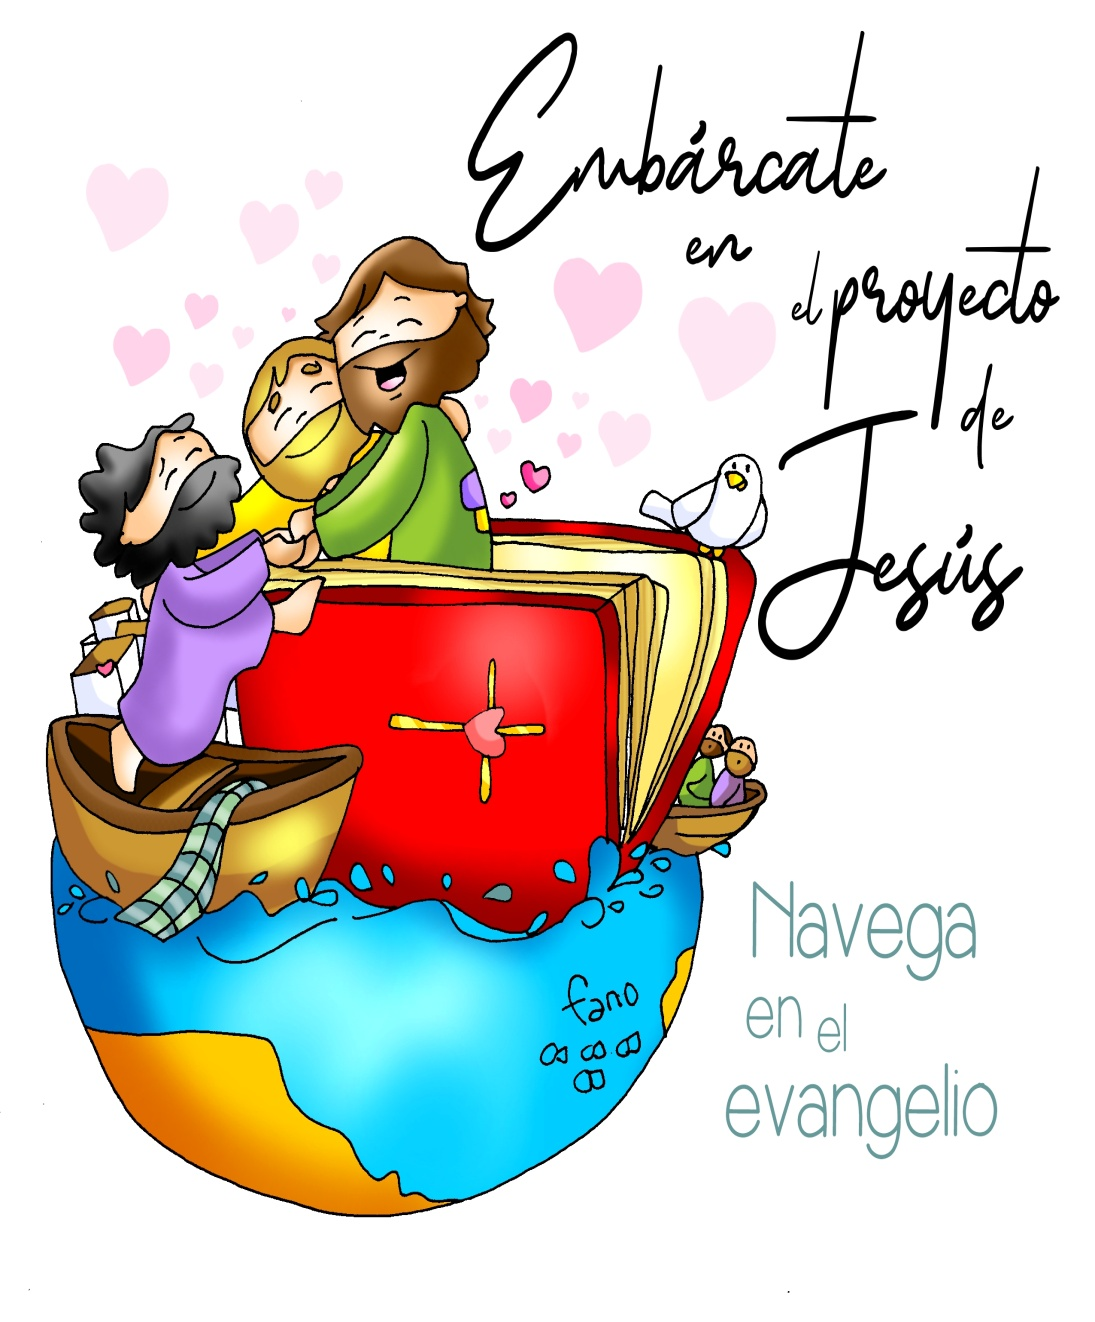 Embárcate
en
el proyecto
de
Jesús
Navega
en el
evangelio
fano